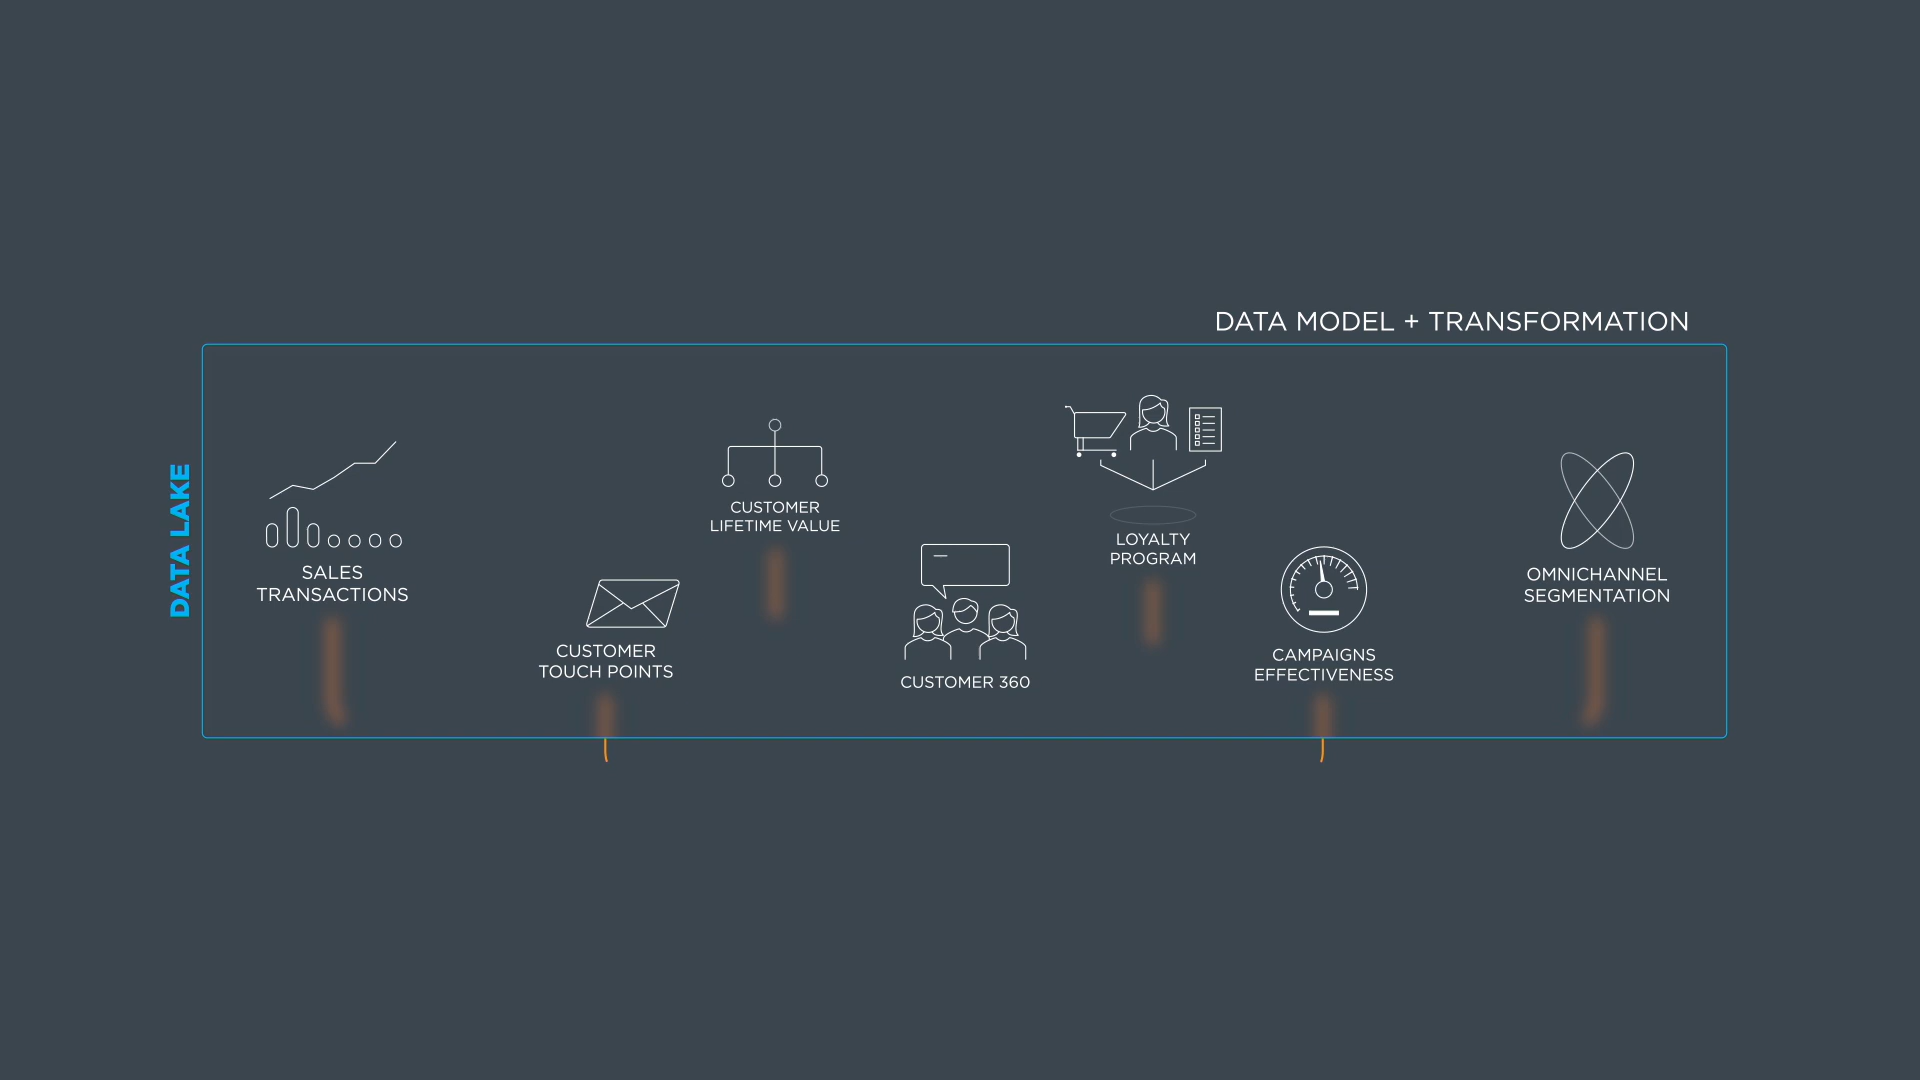 DATA MODEL + TRANSFORMATION
DATA LAKE
SALES
TRANSACTIONS
CUSTOMER
TOUCH POINTS
CUSTOMER
LIFETIME VALUE
CUSTOMER 360
LOYALTY
PROGRAM
CAMPAIGNS
EFFECTIVENESS
OMNICHANNEL
SEGMENTATION